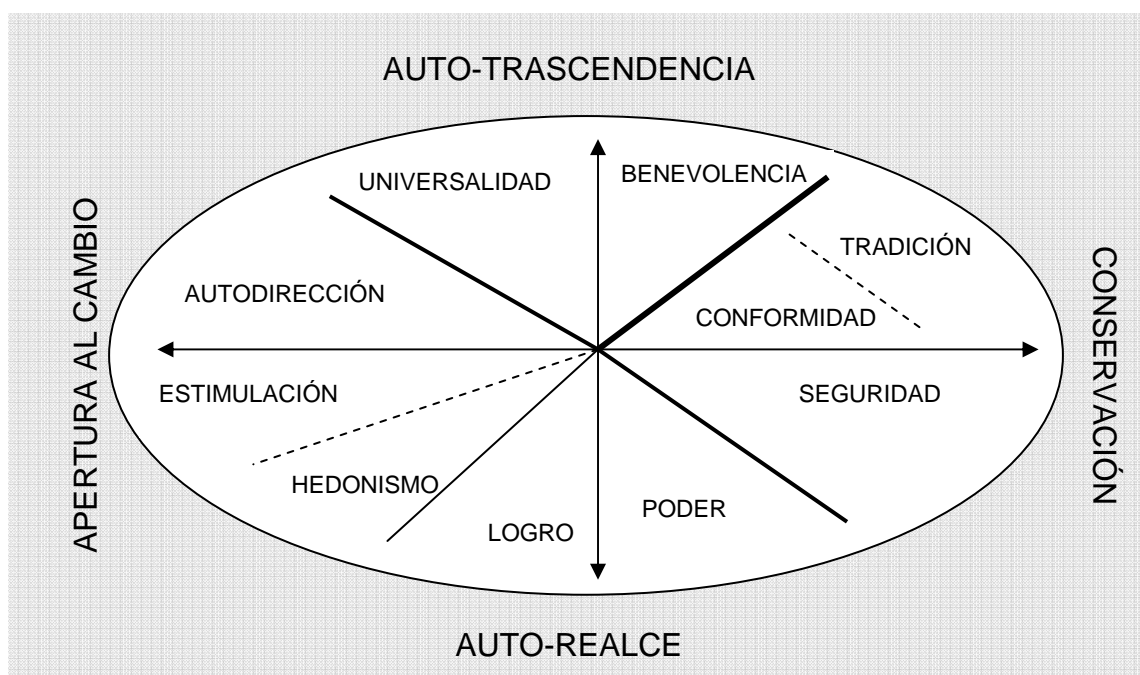 AUTO-TRASCENDENCIA
UNIVERSALIDAD
BENEVOLENCIA
TRADICIÓN
APERTURA AL CAMBIO
CONSERVACIÓN
AUTODIRECCIÓN
CONFORMIDAD
ESTIMULACIÓN
SEGURIDAD
HEDONISMO
PODER
LOGRO
AUTO-REALCE